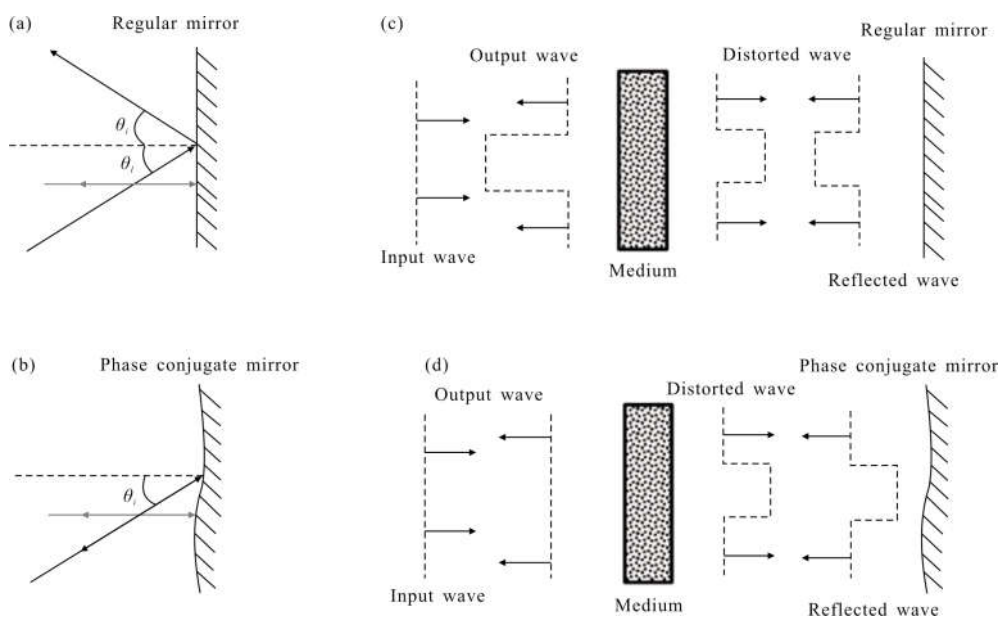 (a)
Regular mirror
θi
θi
(c)
Regular mirror
Output wave
Distorted wave
Input wave
Medium
Reflected wave
(b)
Phase conjugate mirror
θi
(d)
Phase conjugate mirror
Output wave
Distorted wave
Input wave
Medium
Reflected wave